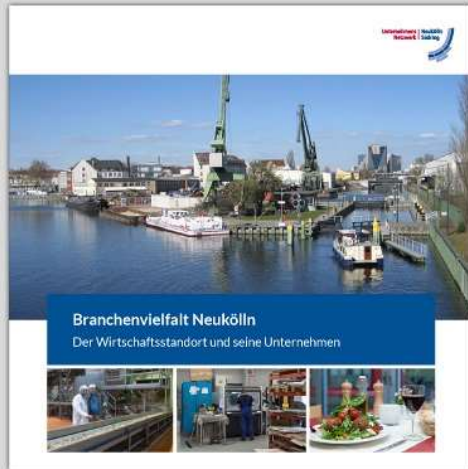 Unternehmens Neukölln
Netzwerk Südring
Branchenvielfalt Neukölln
Der Wirtschaftsstandort und seine Unternehmen